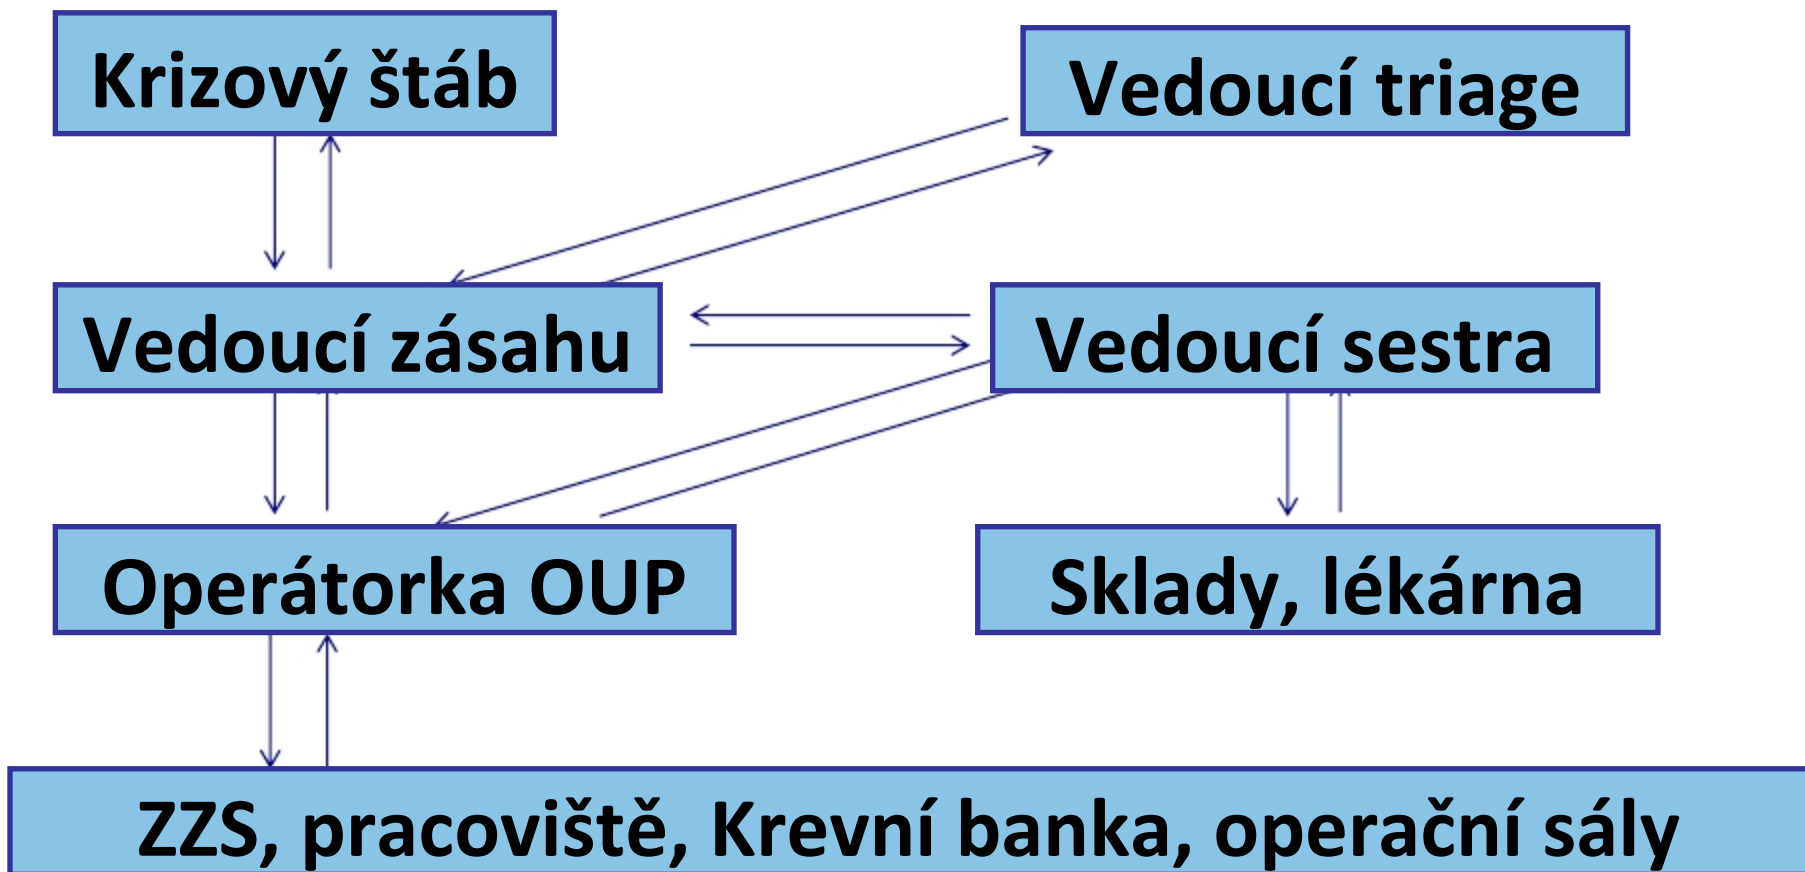 Krizový štáb
Vedoucí triage
Vedoucí zásahu
Vedoucí sestra
Operátorka OUP
Sklady, lékárna
ZZS, pracoviště, Krevní banka, operační sály